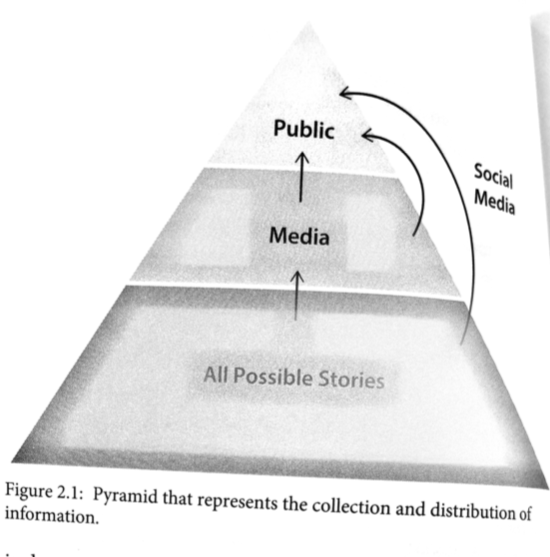 Public
Social
Media
Media
All Possible Stories
Figure 2.1: Pyramid that represents the collection and distribution of
information.